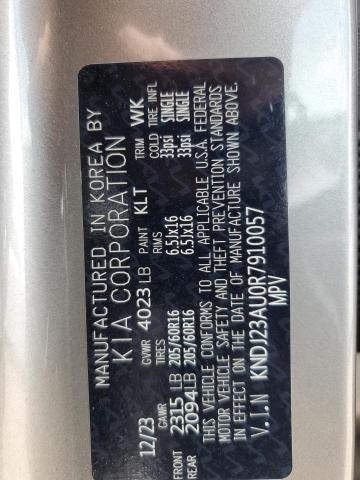 MANUFACTURED IN KOREA BY
KIA CORPORATION
12/23 GVWR 4023 LB PAINT KLT TRIM WK
GAWR TIRES RIMS COLD TIRE INFL
FRONT 2315 LB 205/60R16 6.5Jx16 33psi SINGLE
REAR 2094 LB 205/60R16 6.5Jx16 33psi SINGLE
THIS VEHICLE CONFORMS TO ALL APPLICABLE U.S.A. FEDERAL
MOTOR VEHICLE SAFETY AND THEFT PREVENTION STANDARDS
IN EFFECT ON THE DATE OF MANUFACTURE SHOWN ABOVE.
V.I.N KNDJ23AU0R7910057
MPV